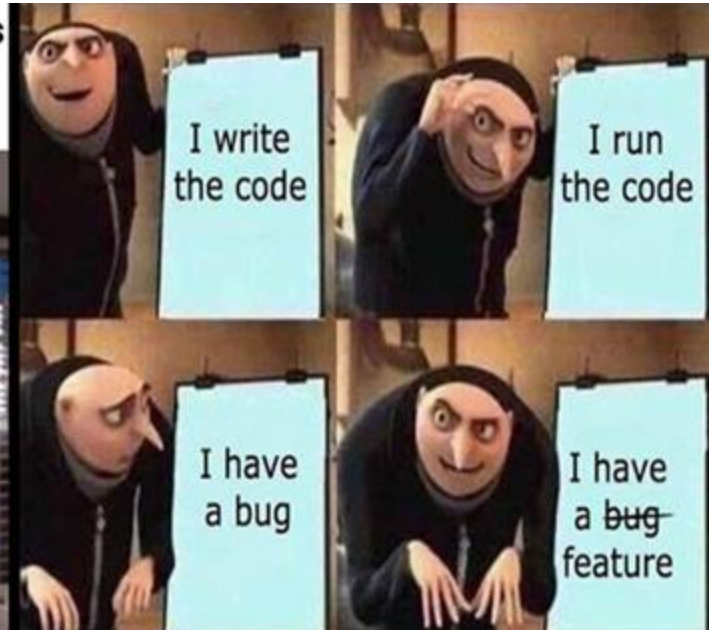 s
I write
the code
I run
the code
I have
a bug
I have
a bug
feature